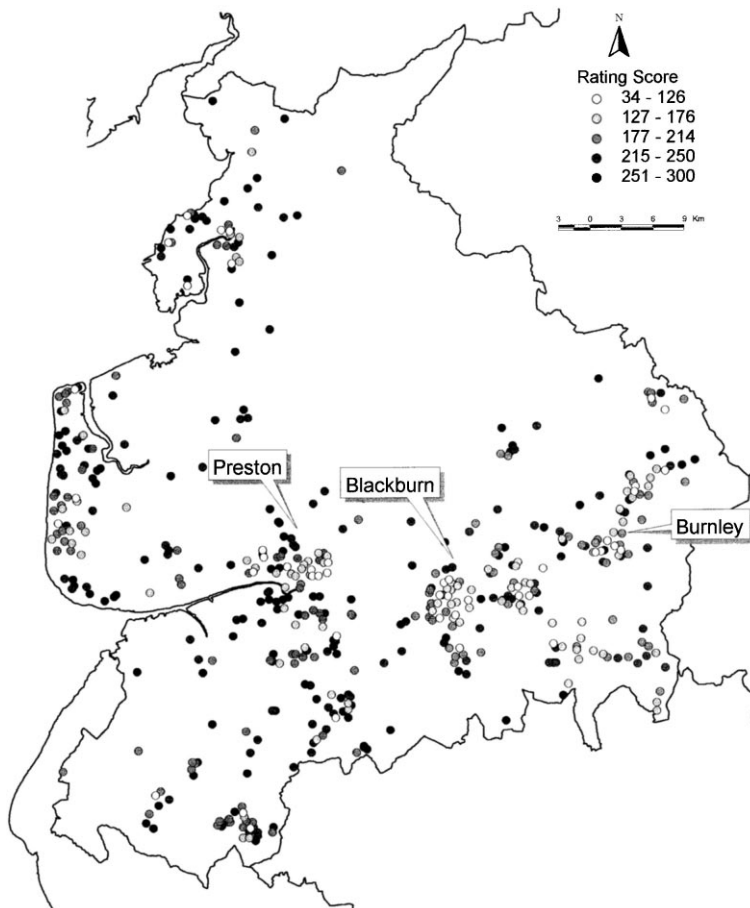 N
Rating Score
34 - 126
127 - 176
177 - 214
215 - 250
251 - 300
3 0 3 6 9 Km
Preston
Blackburn
Burnley